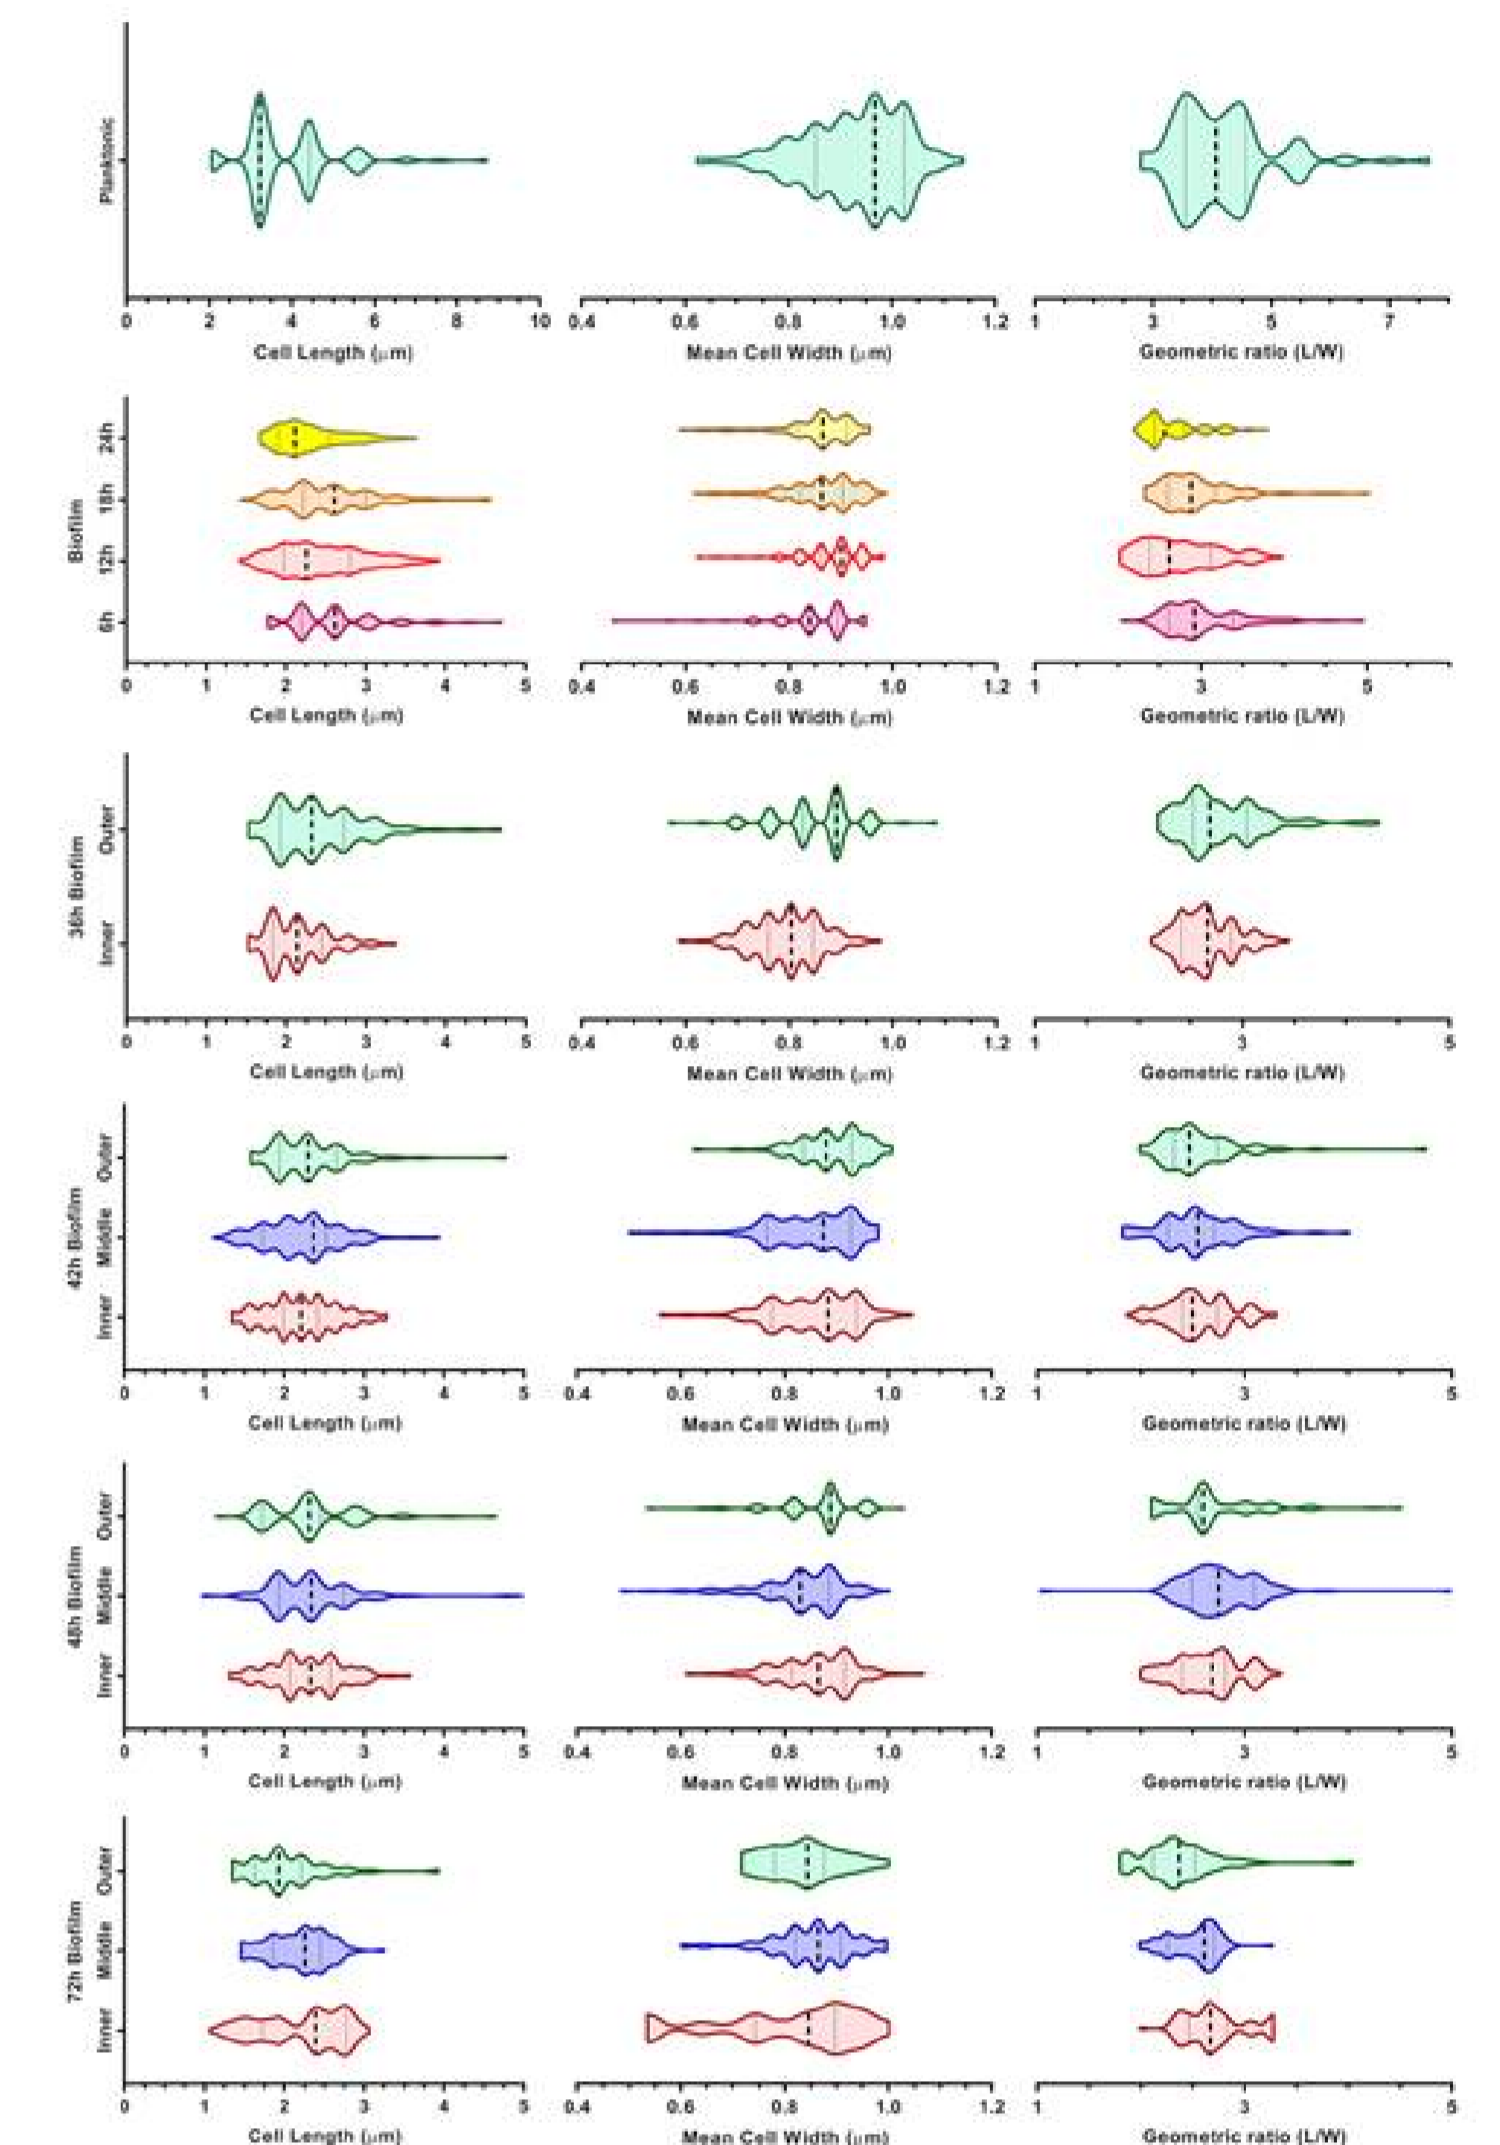 Planktonic
0 2 4 6 8 10 0.4 0.6 0.8 1.0 1.2 1 3 5 7
Cell Length (μm) Mean Cell Width (μm) Geometric ratio (L/W)
Biofilm
24h
18h
12h
6h
0 1 2 3 4 5 0.4 0.6 0.8 1.0 1.2 1 3 5
Cell Length (μm) Mean Cell Width (μm) Geometric ratio (L/W)
36h Biofilm
Outer
Inner
0 1 2 3 4 5 0.4 0.6 0.8 1.0 1.2 1 3 5
Cell Length (μm) Mean Cell Width (μm) Geometric ratio (L/W)
42h Biofilm
Outer
Middle
Inner
0 1 2 3 4 5 0.4 0.6 0.8 1.0 1.2 1 3 5
Cell Length (μm) Mean Cell Width (μm) Geometric ratio (L/W)
48h Biofilm
Outer
Middle
Inner
0 1 2 3 4 5 0.4 0.6 0.8 1.0 1.2 1 3 5
Cell Length (μm) Mean Cell Width (μm) Geometric ratio (L/W)
72h Biofilm
Outer
Middle
Inner
0 1 2 3 4 5 0.4 0.6 0.8 1.0 1.2 1 3 5
Cell Length (μm) Mean Cell Width (μm) Geometric ratio (L/W)